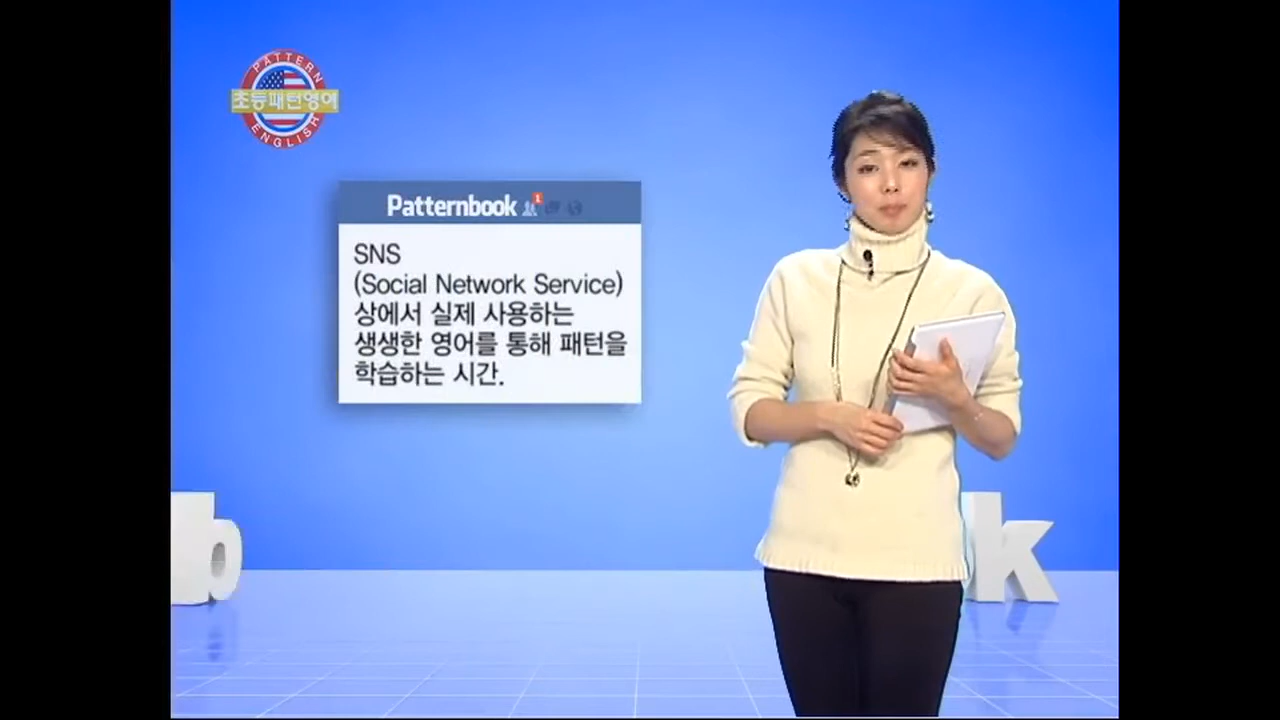 PATTERN
초등패턴영어
ENGLISH
Patternbook
1
SNS
(Social Network Service)
상에서 실제 사용하는
생생한 영어를 통해 패턴을
학습하는 시간.
b
k